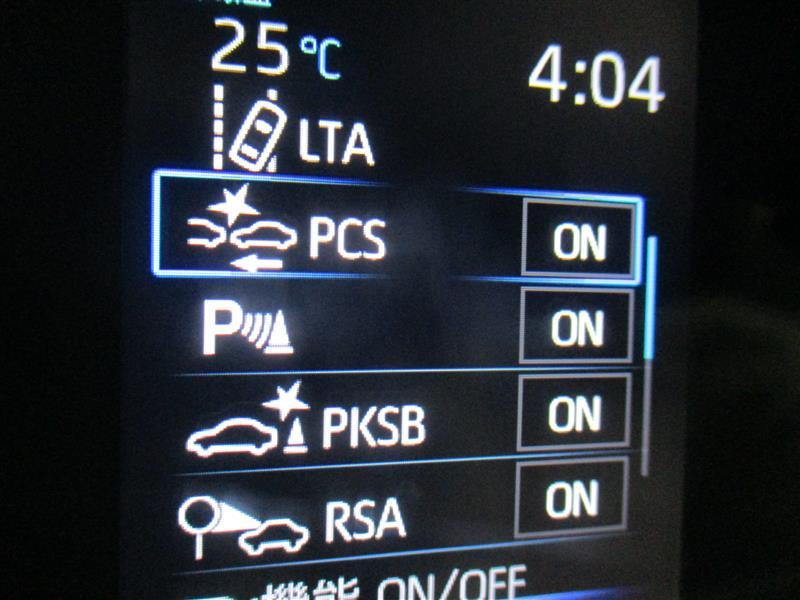 25℃
4:04
LTA
PCS ON
P ON
PKSB ON
RSA ON
機能 ON/OFF